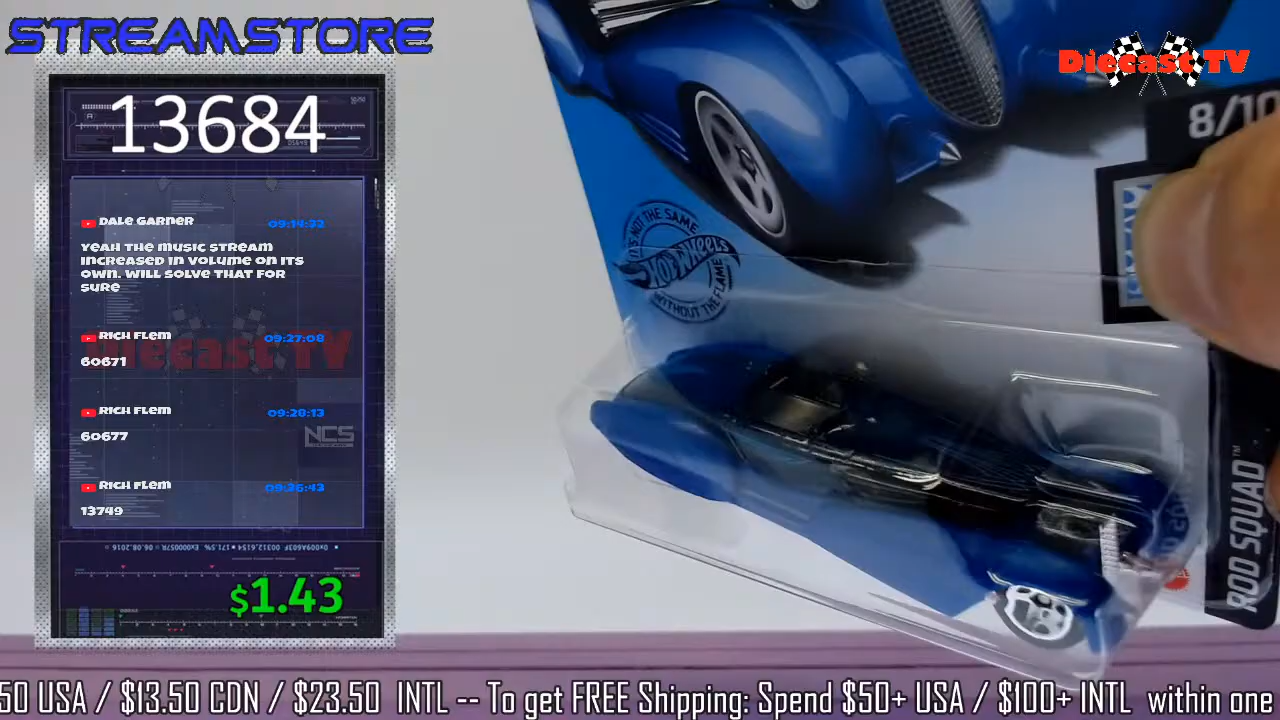 STREAMSTORE
Diecast TV
13684
8/10
Dale Garner 09:14:32
Yeah the music stream
increased in volume on its
own. Will solve that for
sure
Rich Flem 09:27:08
60671
Rich Flem 09:28:13
60677
NCS
Rich Flem 09:36:43
13749
$1.43
IT'S NOT THE SAME
Hot Wheels
WITHOUT THE FLAME
ROD SQUAD™
50 USA / $13.50 CDN / $23.50 INTL -- To get FREE Shipping: Spend $50+ USA / $100+ INTL within one